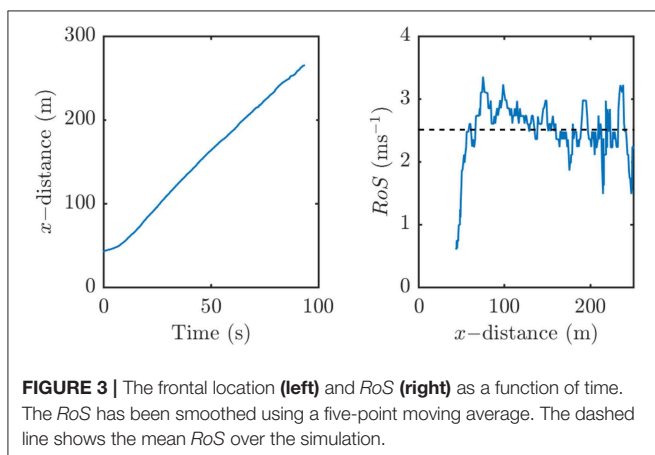 300
200
100
0
x−distance (m)
0
50
100
Time (s)
4
3
2
1
0
RoS (ms⁻¹)
0
100
200
x−distance (m)
FIGURE 3 | The frontal location (left) and RoS (right) as a function of time.
The RoS has been smoothed using a five-point moving average. The dashed
line shows the mean RoS over the simulation.